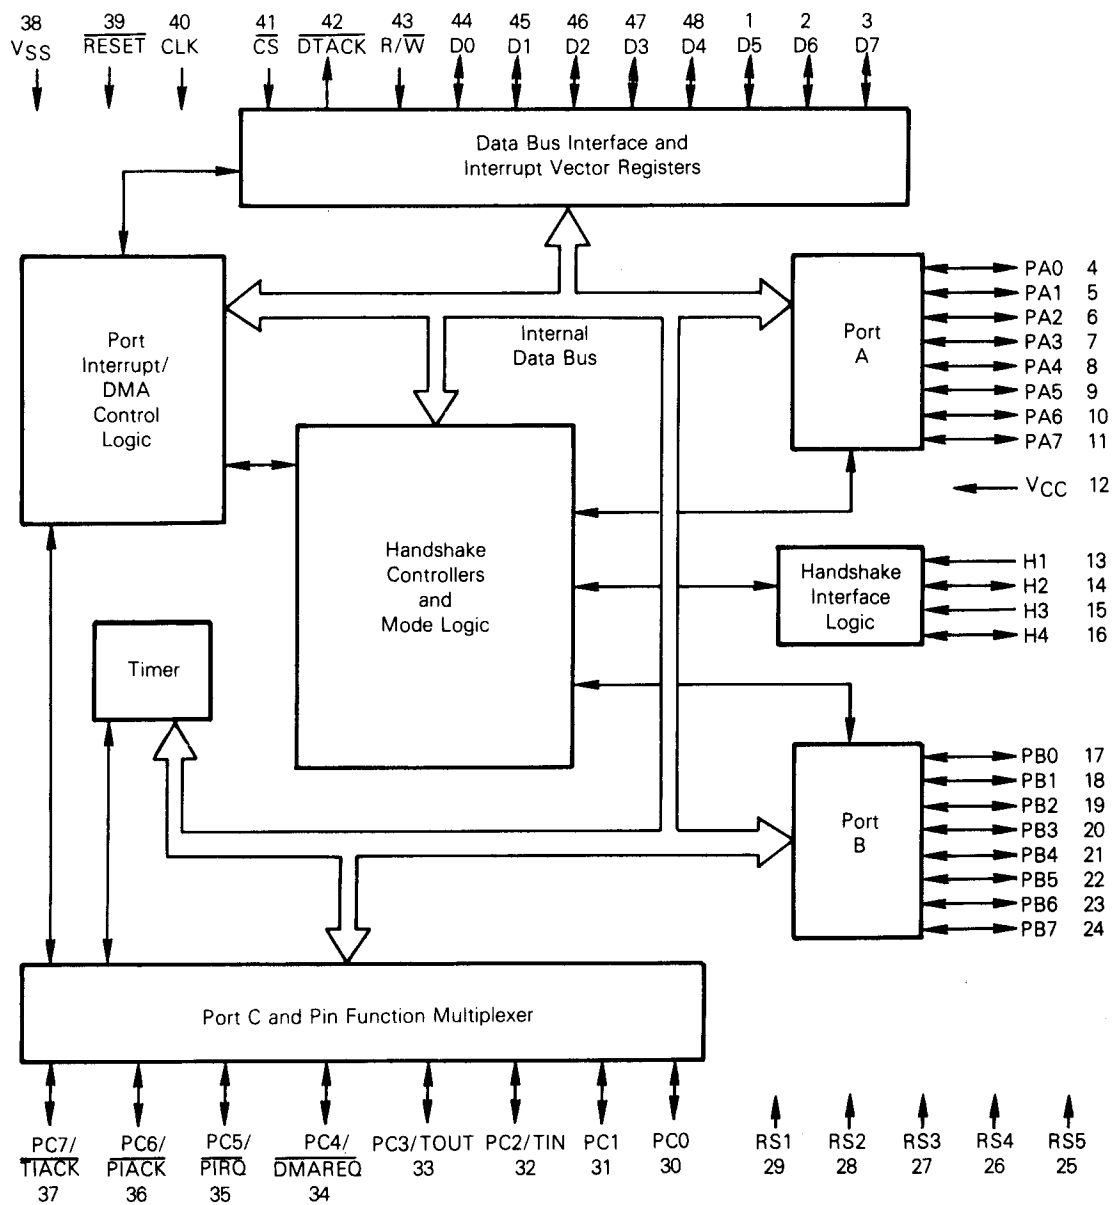 38 39 40 41 42 43 44 45 46 47 48 1 2 3
VSS RESET CLK CS DTACK R/W D0 D1 D2 D3 D4 D5 D6 D7
Data Bus Interface and
Interrupt Vector Registers
Port
Interrupt/
DMA
Control
Logic
Internal
Data Bus
Port
A
PA0 4
PA1 5
PA2 6
PA3 7
PA4 8
PA5 9
PA6 10
PA7 11
VCC 12
Handshake
Controllers
and
Mode Logic
Handshake
Interface
Logic
H1 13
H2 14
H3 15
H4 16
Timer
Port
B
PB0 17
PB1 18
PB2 19
PB3 20
PB4 21
PB5 22
PB6 23
PB7 24
Port C and Pin Function Multiplexer
PC7/
TIACK
37
PC6/
PIACK
36
PC5/
PIRQ
35
PC4/
DMAREQ
34
PC3/TOUT
33
PC2/TIN
32
PC1
31
PC0
30
RS1
29
RS2
28
RS3
27
RS4
26
RS5
25